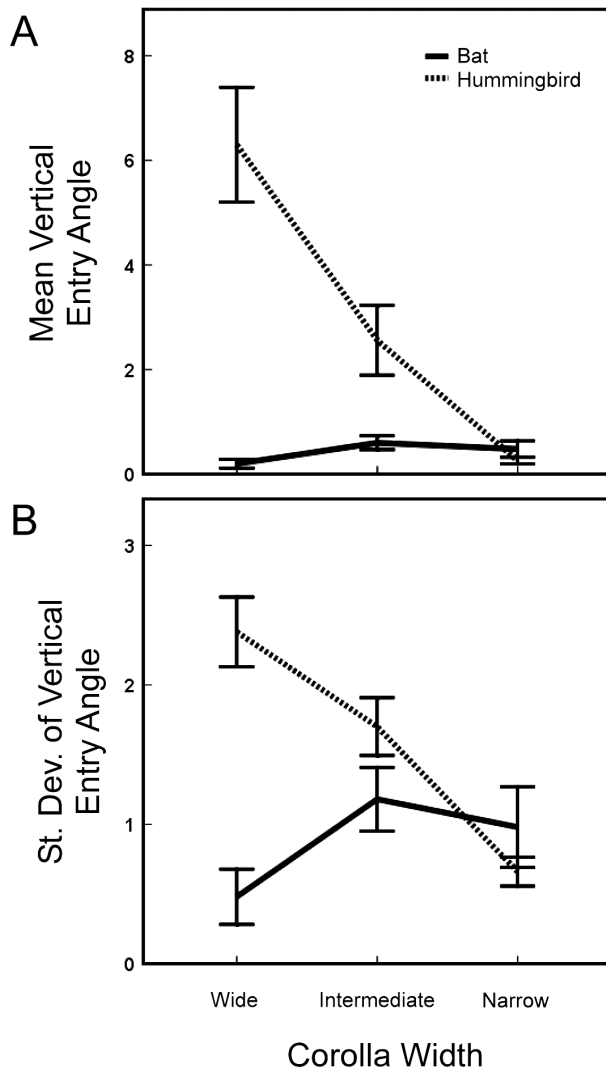 A
Bat
Hummingbird
8
6
4
2
0
Mean Vertical
Entry Angle
B
3
2
1
0
St. Dev. of Vertical
Entry Angle
Wide
Intermediate
Narrow
Corolla Width